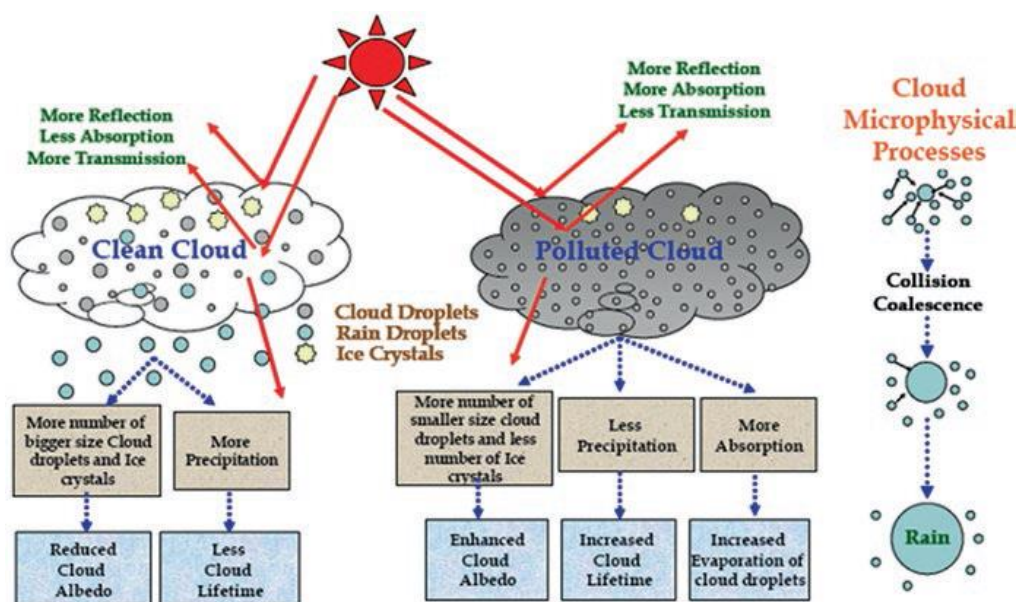 More Reflection
Less Absorption
More Transmission
More Reflection
More Absorption
Less Transmission
Cloud
Microphysical
Processes
Clean Cloud
Polluted Cloud
Collision
Coalescence
Cloud Droplets
Rain Droplets
Ice Crystals
More number of
bigger size Cloud
droplets and Ice
crystals
More
Precipitation
More number of
smaller size cloud
droplets and less
number of Ice
crystals
Less
Precipitation
More
Absorption
Reduced
Cloud
Albedo
Less
Cloud
Lifetime
Enhanced
Cloud
Albedo
Increased
Cloud
Lifetime
Increased
Evaporation of
cloud droplets
Rain